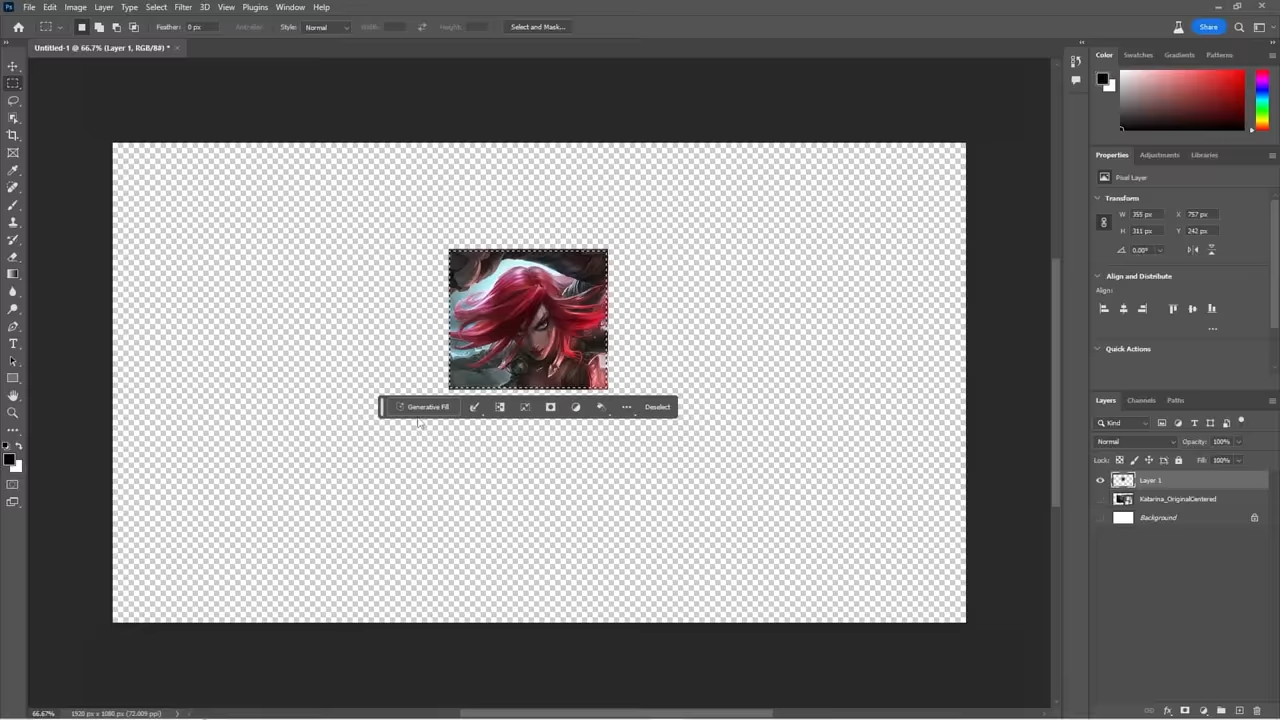 Ps File Edit Image Layer Type Select Filter 3D View Plugins Window Help
Feather: 0 px Anti-alias Style: Normal Width: Height: Select and Mask... Share
Untitled-1 @ 66.7% (Layer 1, RGB/8#) * ×
Color Swatches Gradients Patterns
Properties Adjustments Libraries
Pixel Layer
Transform
W 355 px X 757 px
H 311 px Y 242 px
0.00°
Align and Distribute
Align:
Quick Actions
Generative Fill Deselect
Layers Channels Paths
Kind
Normal Opacity: 100%
Lock: Fill: 100%
Layer 1
Katarina_OriginalCentered
Background
66.67% 1920 px x 1080 px (72.009 ppi)